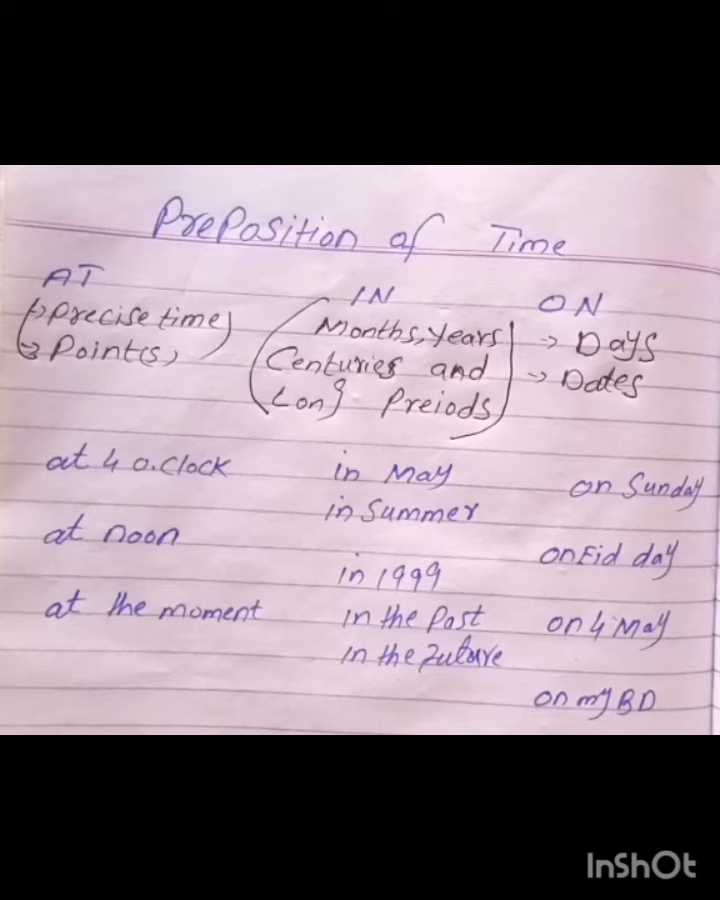 PrePosition of Time
AT IN ON
→ Precise time Months, Years → Days
→ Point(s) Centuries and → Dates
Long Preiods
at 4 o.clock in May on Sunday
in Summer
at noon on Eid day
in 1999
at the moment in the Past on 4 May
in the Future
on my BD
InShOt